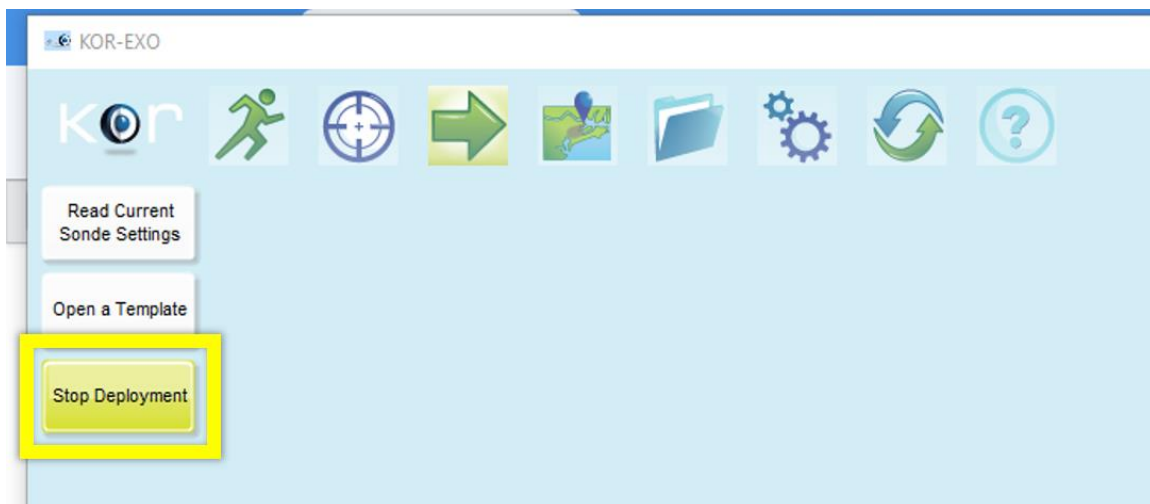 KOR-EXO
kor
?
Read Current
Sonde Settings
Open a Template
Stop Deployment